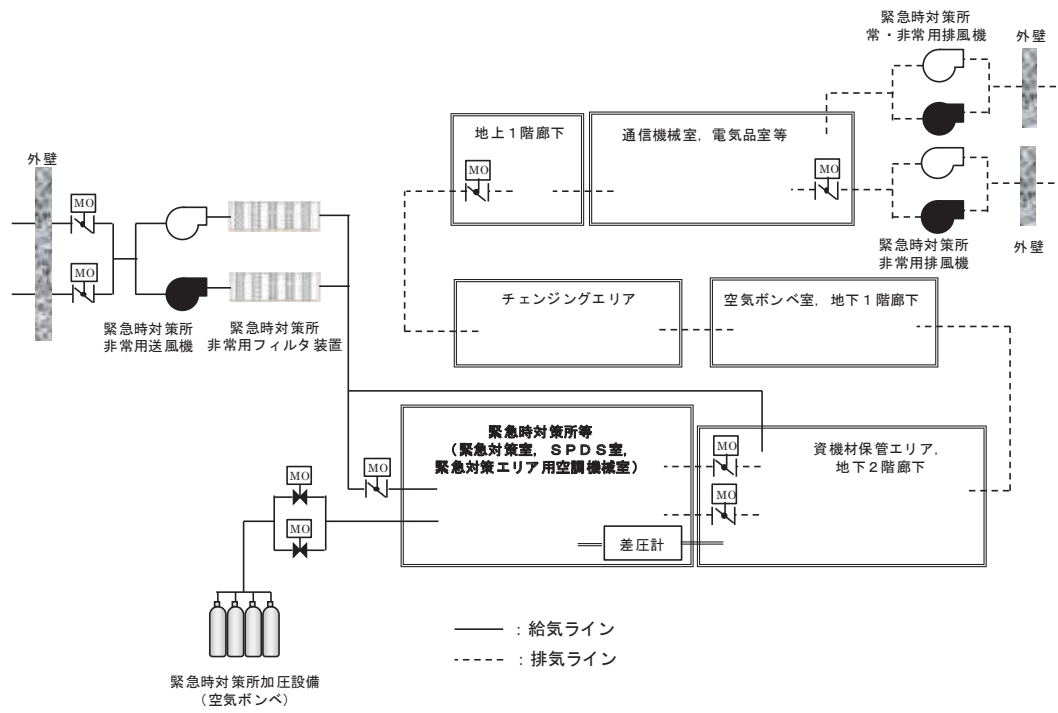 緊急時対策所
常・非常用排風機
外壁
地上1階廊下
通信機械室，電気品室等
MO
MO
外壁
MO
MO
緊急時対策所
非常用送風機
緊急時対策所
非常用フィルタ装置
緊急時対策所
非常用排風機
外壁
チェンジングエリア
空気ボンベ室，地下1階廊下
緊急時対策所等
（緊急対策室，ＳＰＤＳ室，
緊急対策エリア用空調機械室）
資機材保管エリア，
地下2階廊下
MO
MO
MO
MO
MO
差圧計
：給気ライン
：排気ライン
緊急時対策所加圧設備
（空気ボンベ）